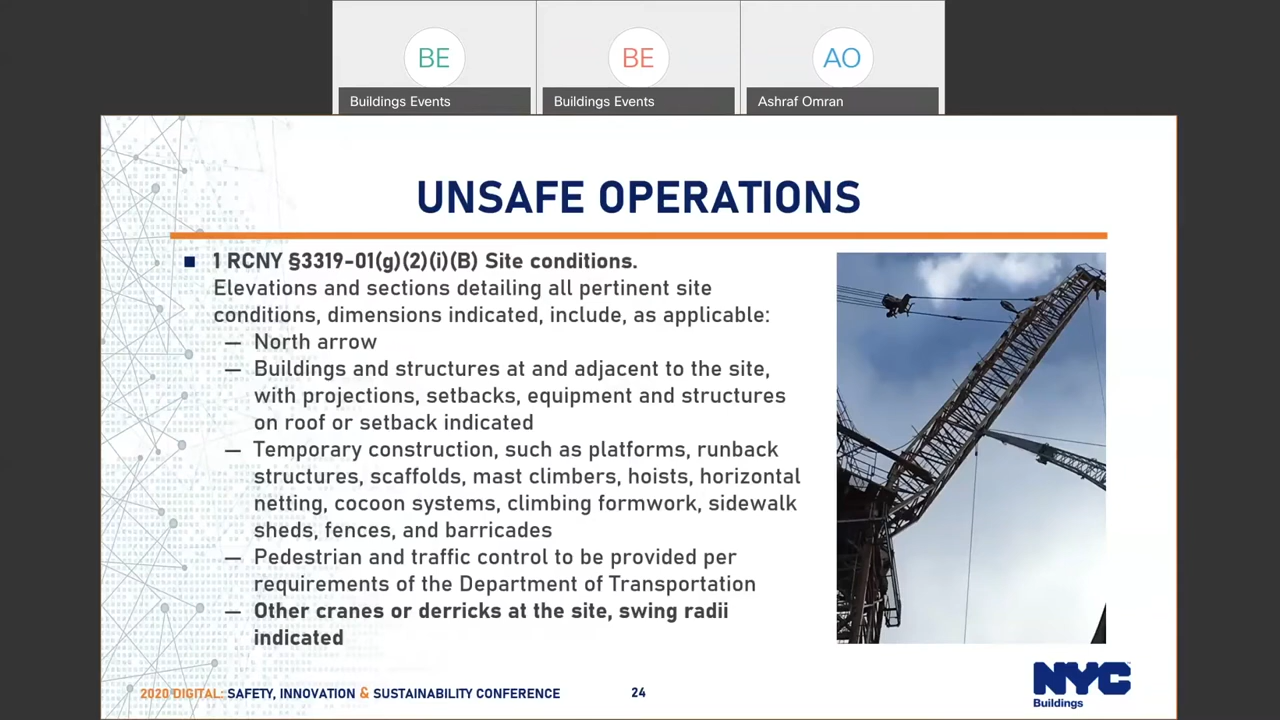 BE
BE
AO
Buildings Events
Buildings Events
Ashraf Omran
UNSAFE OPERATIONS
1 RCNY §3319-01(g)(2)(i)(B) Site conditions.
Elevations and sections detailing all pertinent site
conditions, dimensions indicated, include, as applicable:
— North arrow
— Buildings and structures at and adjacent to the site,
with projections, setbacks, equipment and structures
on roof or setback indicated
— Temporary construction, such as platforms, runback
structures, scaffolds, mast climbers, hoists, horizontal
netting, cocoon systems, climbing formwork, sidewalk
sheds, fences, and barricades
— Pedestrian and traffic control to be provided per
requirements of the Department of Transportation
— Other cranes or derricks at the site, swing radii
indicated
2020 DIGITAL: SAFETY, INNOVATION & SUSTAINABILITY CONFERENCE
24
NYC
Buildings